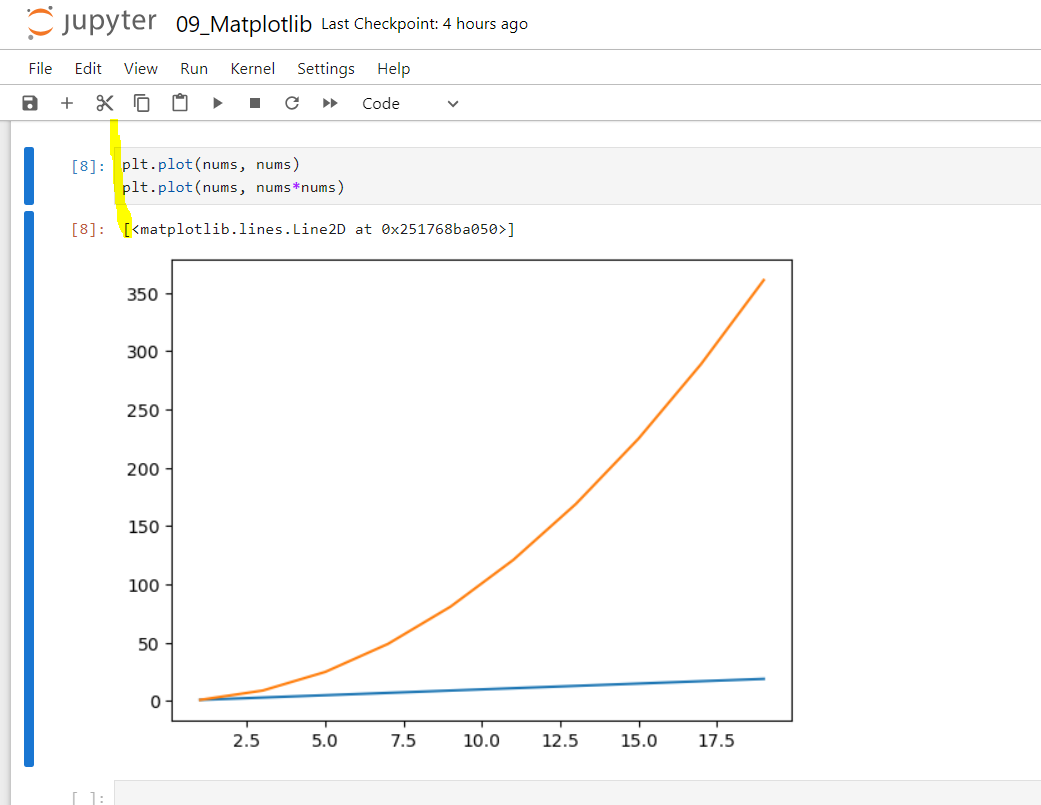 jupyter 09_Matplotlib Last Checkpoint: 4 hours ago
File Edit View Run Kernel Settings Help
Code
[8]: plt.plot(nums, nums)
plt.plot(nums, nums*nums)
[8]: [<matplotlib.lines.Line2D at 0x251768ba050>]
350
300
250
200
150
100
50
0
2.5 5.0 7.5 10.0 12.5 15.0 17.5
[ ]: